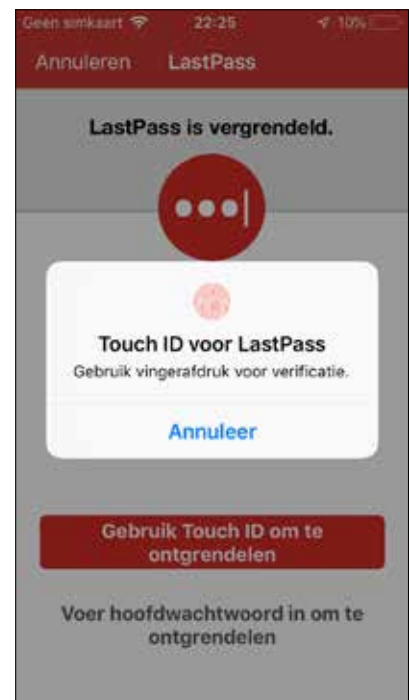 Geen simkaart 22:25 10%
Annuleren LastPass
LastPass is vergrendeld.
Touch ID voor LastPass
Gebruik vingerafdruk voor verificatie.
Annuleer
Gebruik Touch ID om te
ontgrendelen
Voer hoofdwachtwoord in om te
ontgrendelen